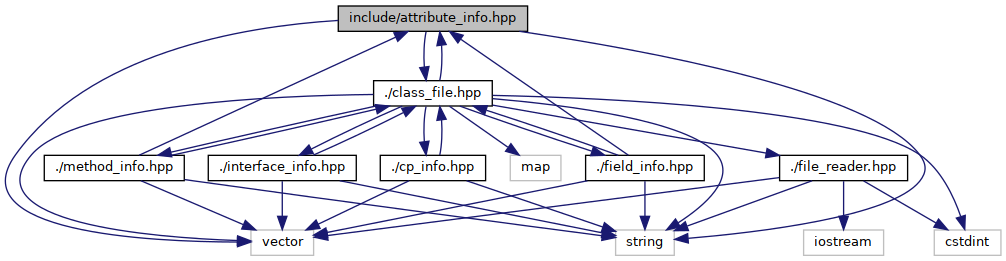 include/attribute_info.hpp
./class_file.hpp
./method_info.hpp
./interface_info.hpp
./cp_info.hpp
map
./field_info.hpp
./file_reader.hpp
vector
string
iostream
cstdint